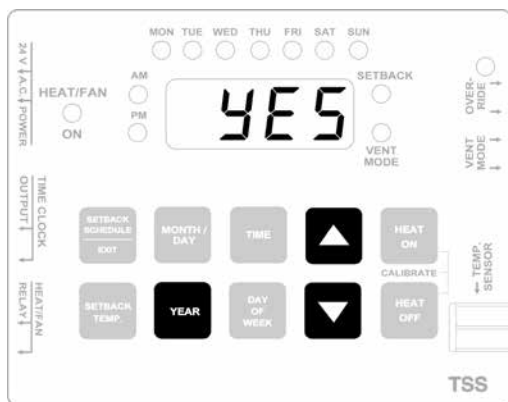 MON TUE WED THU FRI SAT SUN
24 V A.C. POWER
HEAT/FAN
ON
AM
PM
YES
SETBACK
VENT
MODE
OVER-
RIDE
VENT
MODE
TIME CLOCK
OUTPUT
SETBACK
SCHEDULE
EXIT
MONTH /
DAY
TIME
HEAT
ON
CALIBRATE
TEMP.
SENSOR
HEAT/FAN
RELAY
SETBACK
TEMP.
YEAR
DAY
OF
WEEK
HEAT
OFF
TSS